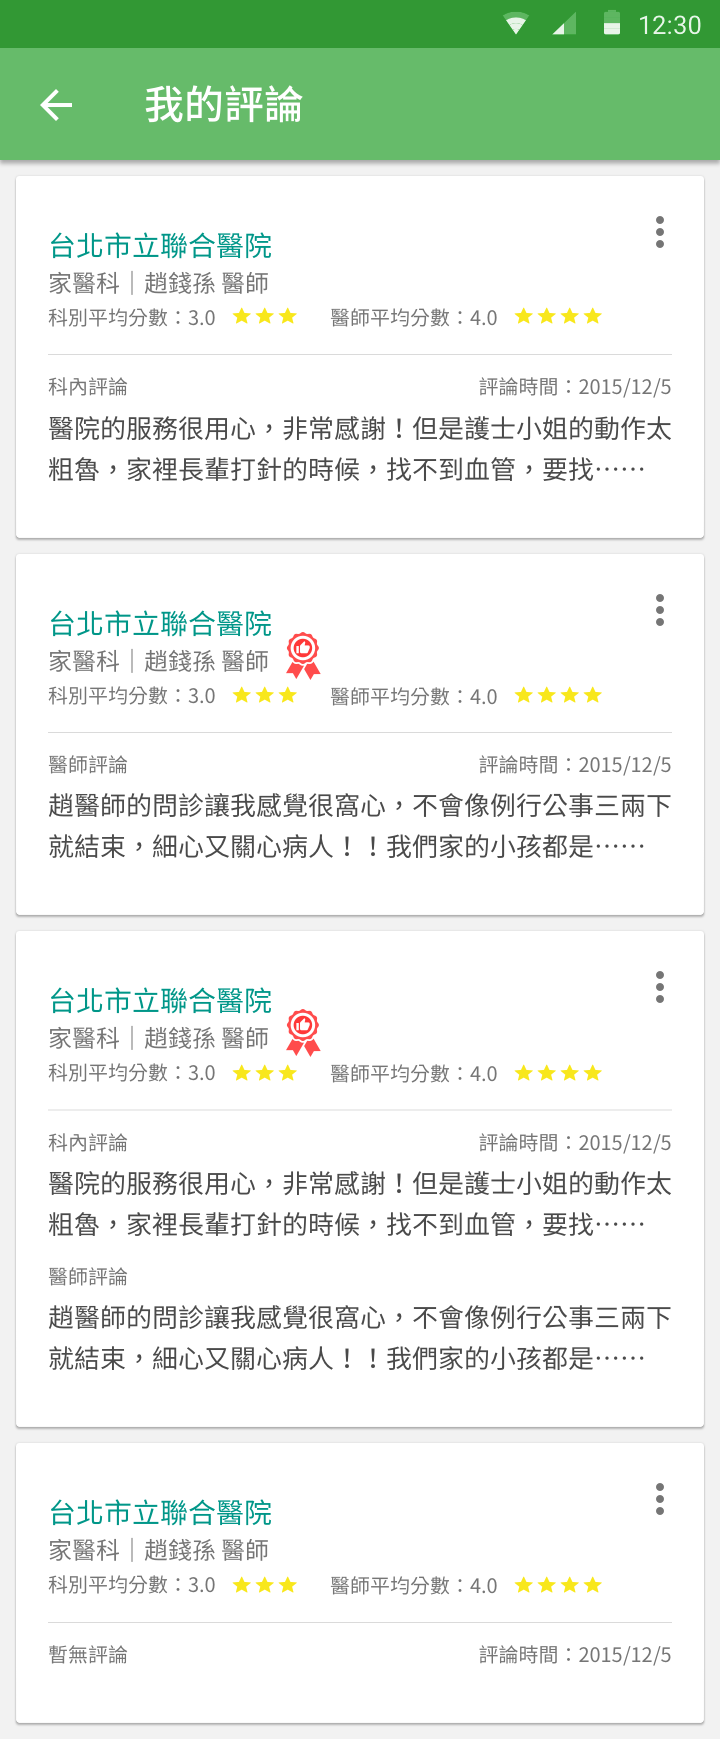 12:30
我的評論
台北市立聯合醫院
家醫科｜趙錢孫 醫師
科別平均分數：3.0 ★★★ 醫師平均分數：4.0 ★★★★
科內評論 評論時間：2015/12/5
醫院的服務很用心，非常感謝！但是護士小姐的動作太
粗魯，家裡長輩打針的時候，找不到血管，要找⋯⋯
台北市立聯合醫院
家醫科｜趙錢孫 醫師
科別平均分數：3.0 ★★★ 醫師平均分數：4.0 ★★★★
醫師評論 評論時間：2015/12/5
趙醫師的問診讓我感覺很窩心，不會像例行公事三兩下
就結束，細心又關心病人！！我們家的小孩都是⋯⋯
台北市立聯合醫院
家醫科｜趙錢孫 醫師
科別平均分數：3.0 ★★★ 醫師平均分數：4.0 ★★★★
科內評論 評論時間：2015/12/5
醫院的服務很用心，非常感謝！但是護士小姐的動作太
粗魯，家裡長輩打針的時候，找不到血管，要找⋯⋯
醫師評論
趙醫師的問診讓我感覺很窩心，不會像例行公事三兩下
就結束，細心又關心病人！！我們家的小孩都是⋯⋯
台北市立聯合醫院
家醫科｜趙錢孫 醫師
科別平均分數：3.0 ★★★ 醫師平均分數：4.0 ★★★★
暫無評論 評論時間：2015/12/5